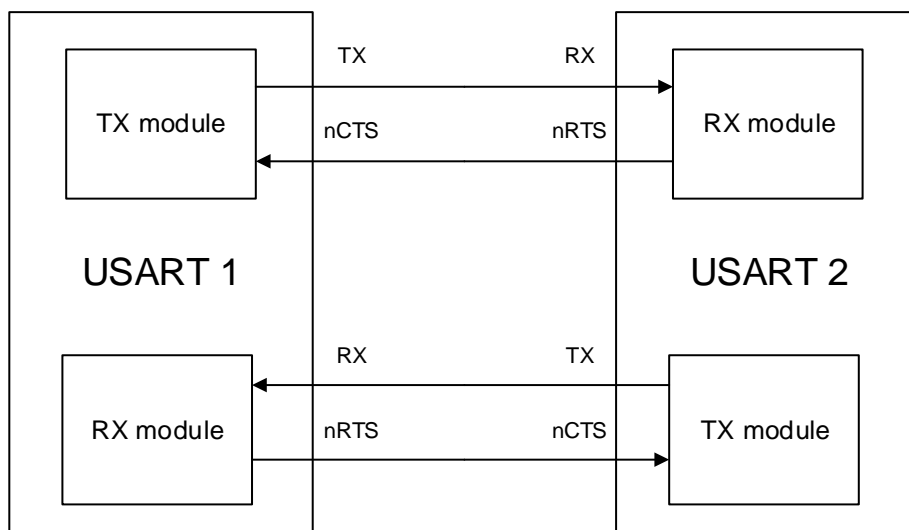 TX RX
TX module RX module
nCTS nRTS
USART 1 USART 2
RX TX
RX module TX module
nRTS nCTS